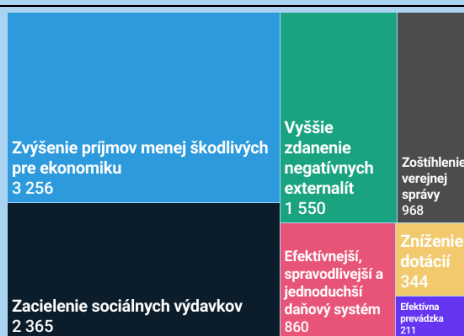 Zvýšenie príjmov menej škodlivých
pre ekonomiku
3 256
Zacielenie sociálnych výdavkov
2 365
Vyššie
zdanenie
negatívnych
externalít
1 550
Efektívnejší,
spravodlivejší a
jednoduchší
daňový systém
860
Zoštíhlenie
verejnej
správy
968
Zníženie
dotácií
344
Efektívna
prevádzka
211